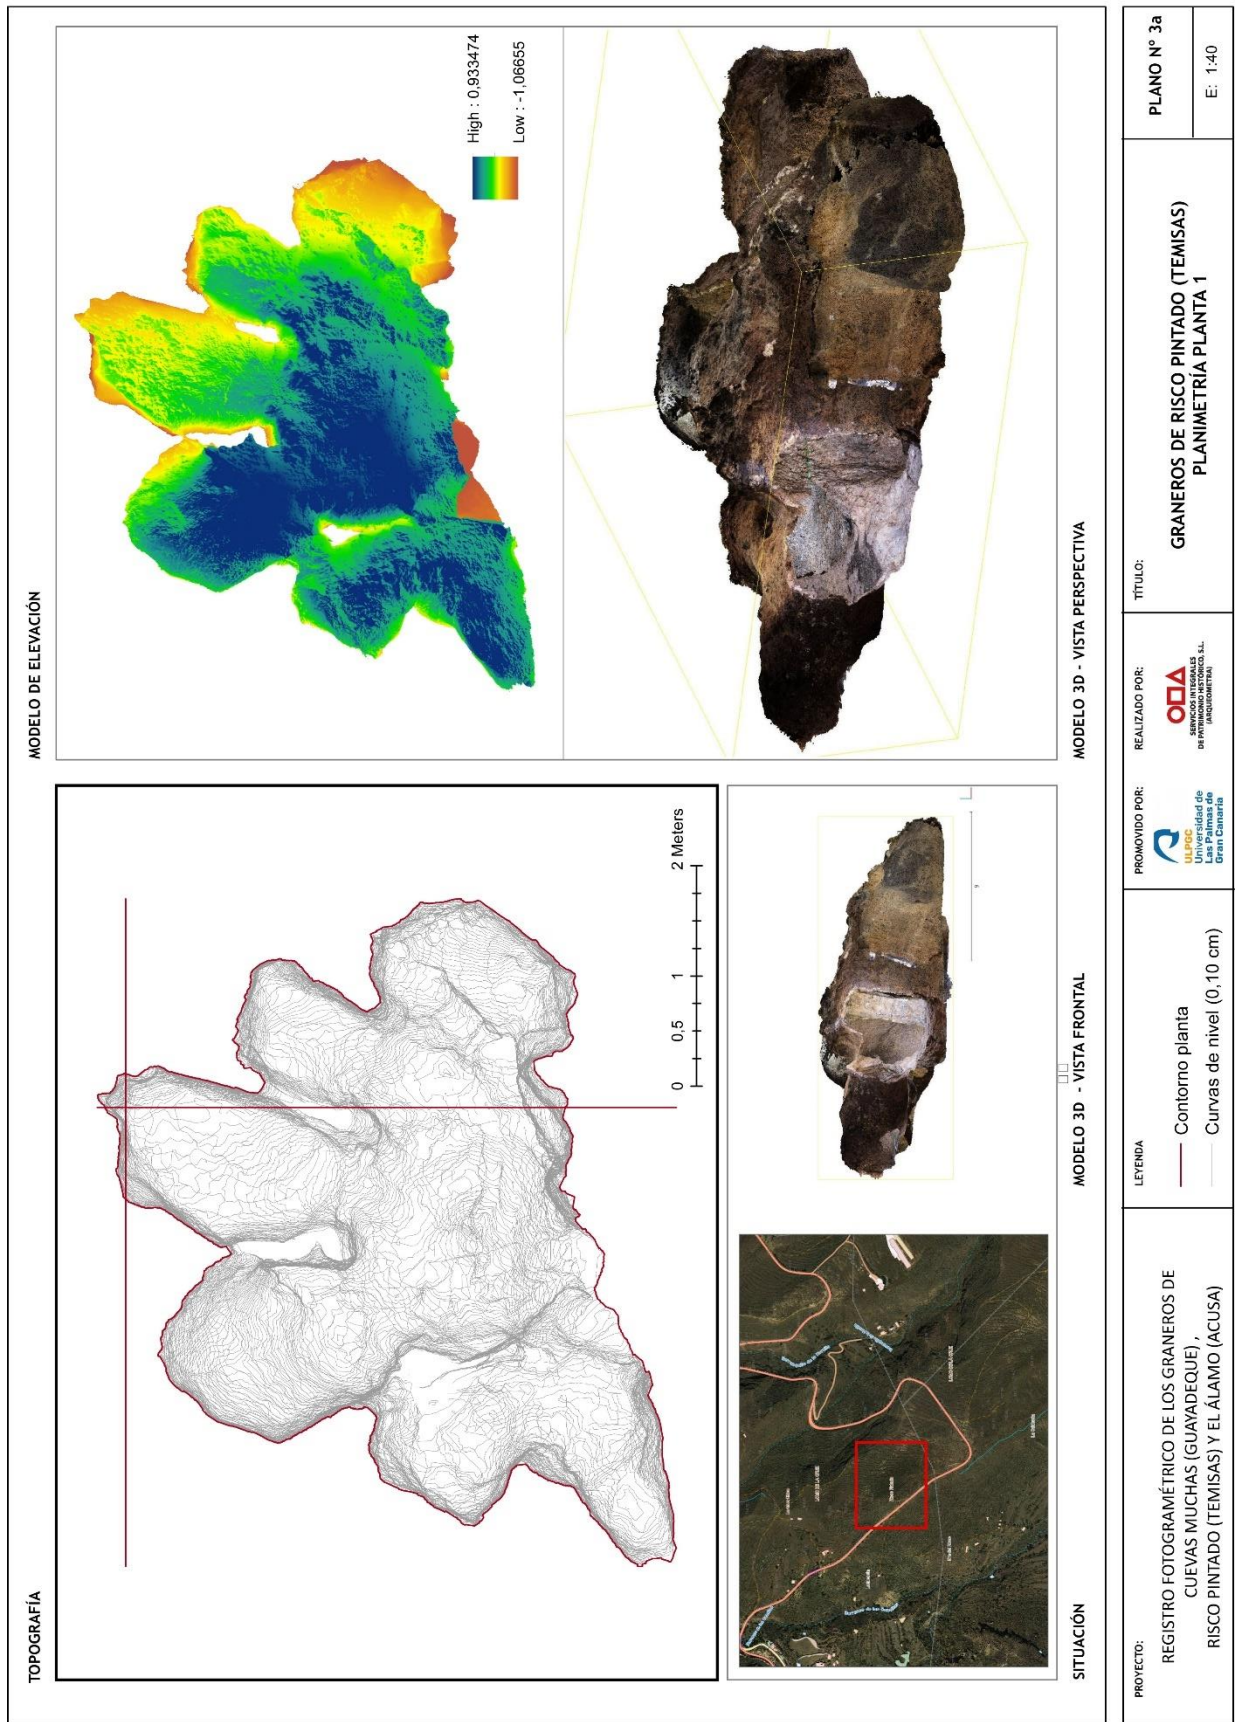 TOPOGRAFÍA
0 0,5 1 2 Meters
MODELO DE ELEVACIÓN
High : 0,933474
Low : -1,06655
SITUACIÓN
MODELO 3D - VISTA FRONTAL
MODELO 3D - VISTA PERSPECTIVA
PROYECTO:
REGISTRO FOTOGRAMÉTRICO DE LOS GRANEROS DE
CUEVAS MUCHAS (GUAYADEQUE) ,
RISCO PINTADO (TEMISAS) Y EL ÁLAMO (ACUSA)
LEYENDA
Contorno planta
Curvas de nivel (0,10 cm)
PROMOVIDO POR:
ULPGC
Universidad de
Las Palmas de
Gran Canaria
REALIZADO POR:
SERVICIOS INTEGRALES
DE PATRIMONIO HISTÓRICO, S.L.
(ARQUEOMETRA)
TÍTULO:
GRANEROS DE RISCO PINTADO (TEMISAS)
PLANIMETRÍA PLANTA 1
PLANO Nº 3a
E: 1:40